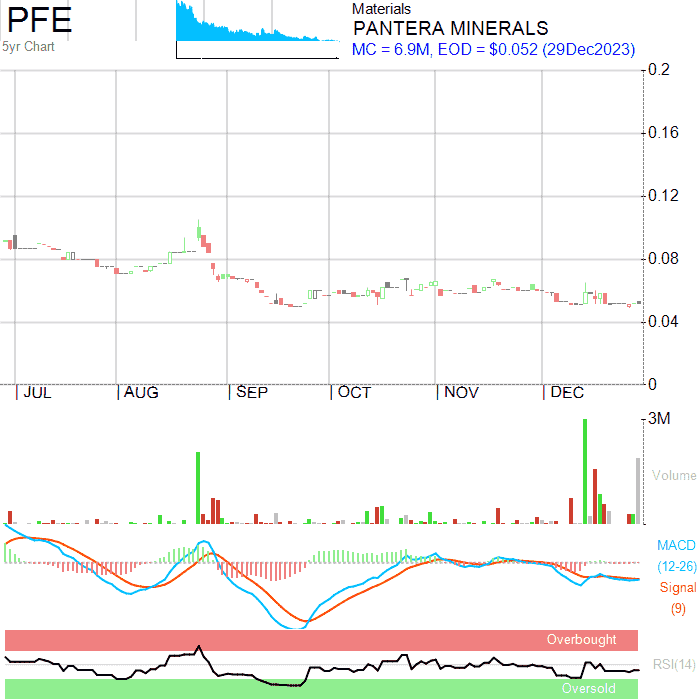 PFE
5yr Chart
Materials
PANTERA MINERALS
MC = 6.9M, EOD = $0.052 (29Dec2023)
0.2
0.16
0.12
0.08
0.04
0
JUL AUG SEP OCT NOV DEC
3M
Volume
MACD
(12-26)
Signal
(9)
Overbought
RSI(14)
Oversold